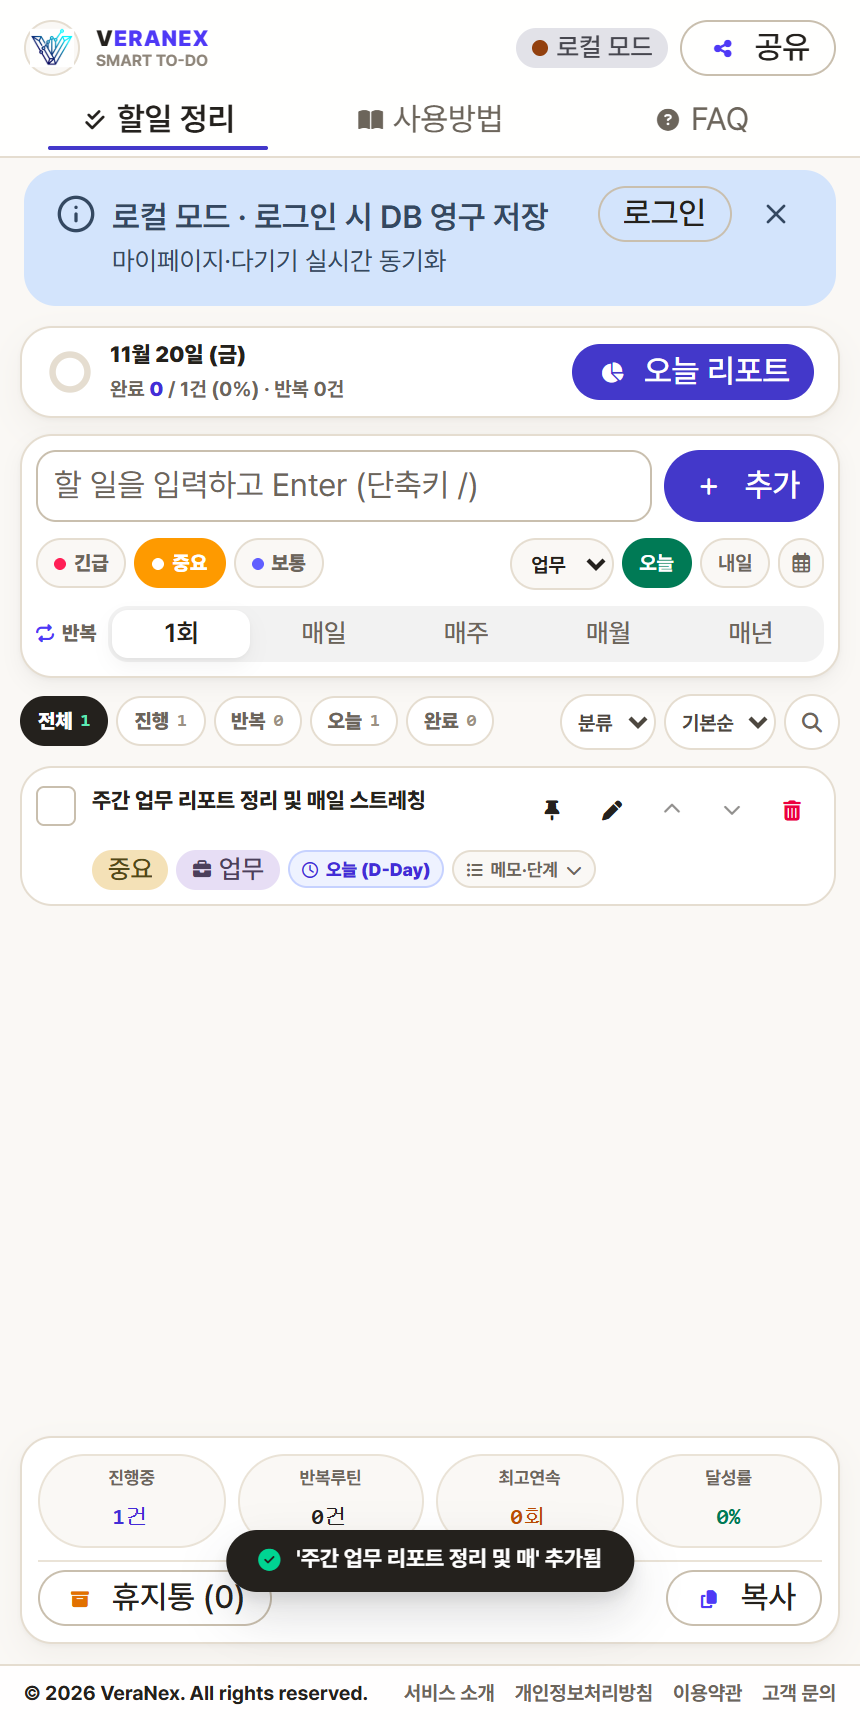 VERANEX
SMART TO-DO
로컬 모드
공유
할일 정리
사용방법
FAQ
로컬 모드 · 로그인 시 DB 영구 저장
마이페이지·다기기 실시간 동기화
로그인
11월 20일 (금)
완료 0 / 1건 (0%) · 반복 0건
오늘 리포트
할 일을 입력하고 Enter (단축키 /)
+ 추가
긴급
중요
보통
업무
오늘
내일
반복
1회
매일
매주
매월
매년
전체 1
진행 1
반복 0
오늘 1
완료 0
분류
기본순
주간 업무 리포트 정리 및 매일 스트레칭
중요
업무
오늘 (D-Day)
메모·단계
진행중
1건
반복루틴
0건
최고연속
0회
달성률
0%
'주간 업무 리포트 정리 및 매' 추가됨
휴지통 (0)
복사
© 2026 VeraNex. All rights reserved.
서비스 소개
개인정보처리방침
이용약관
고객 문의